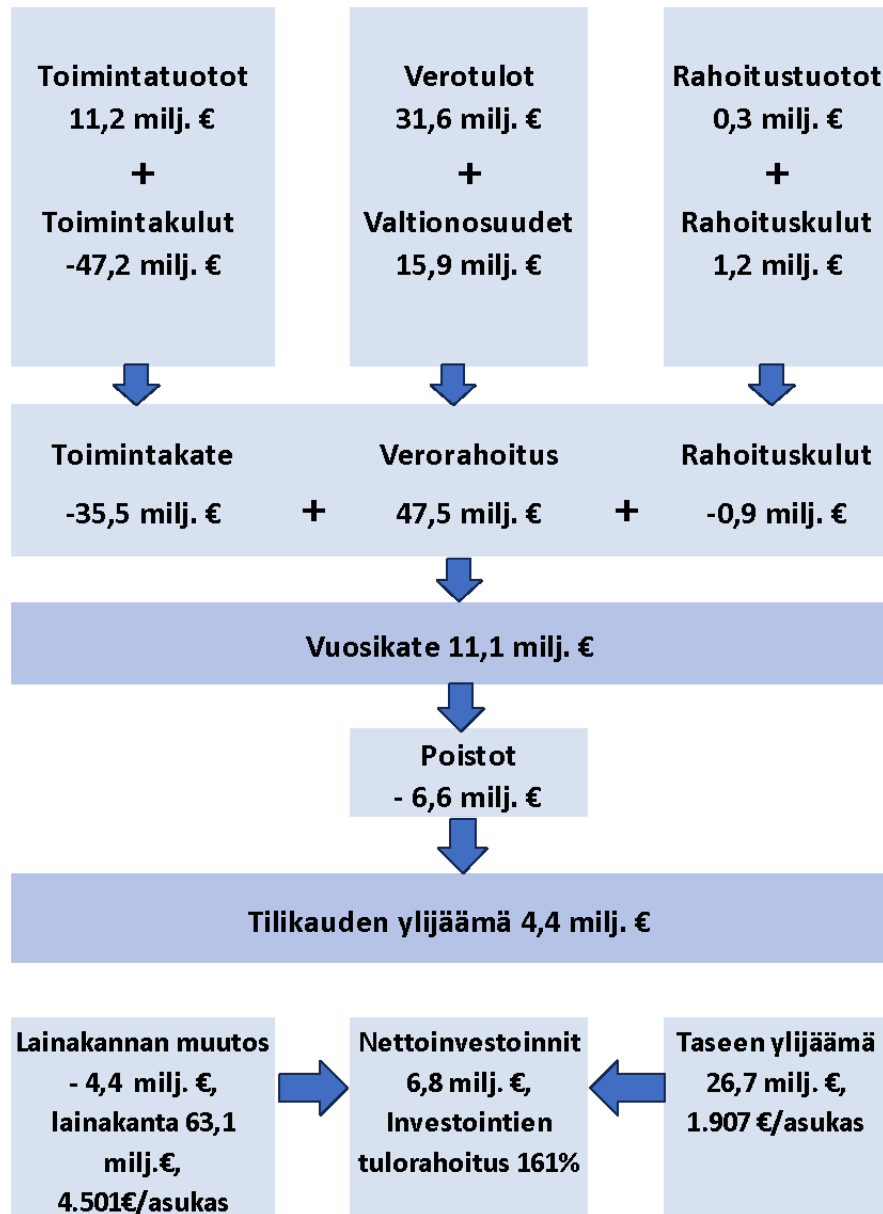 Toimintatuotot
11,2 milj. €
+
Toimintakulut
-47,2 milj. €
Verotulot
31,6 milj. €
+
Valtionosuudet
15,9 milj. €
Rahoitustuotot
0,3 milj. €
+
Rahoituskulut
1,2 milj. €
Toimintakate
-35,5 milj. €
+
Verorahoitus
47,5 milj. €
+
Rahoituskulut
-0,9 milj. €
Vuosikate 11,1 milj. €
Poistot
- 6,6 milj. €
Tilikauden ylijäämä 4,4 milj. €
Lainakannan muutos
- 4,4 milj. €,
lainakanta 63,1
milj.€,
4.501€/asukas
Nettoinvestoinnit
6,8 milj. €,
Investointien
tulorahoitus 161%
Taseen ylijäämä
26,7 milj. €,
1.907 €/asukas